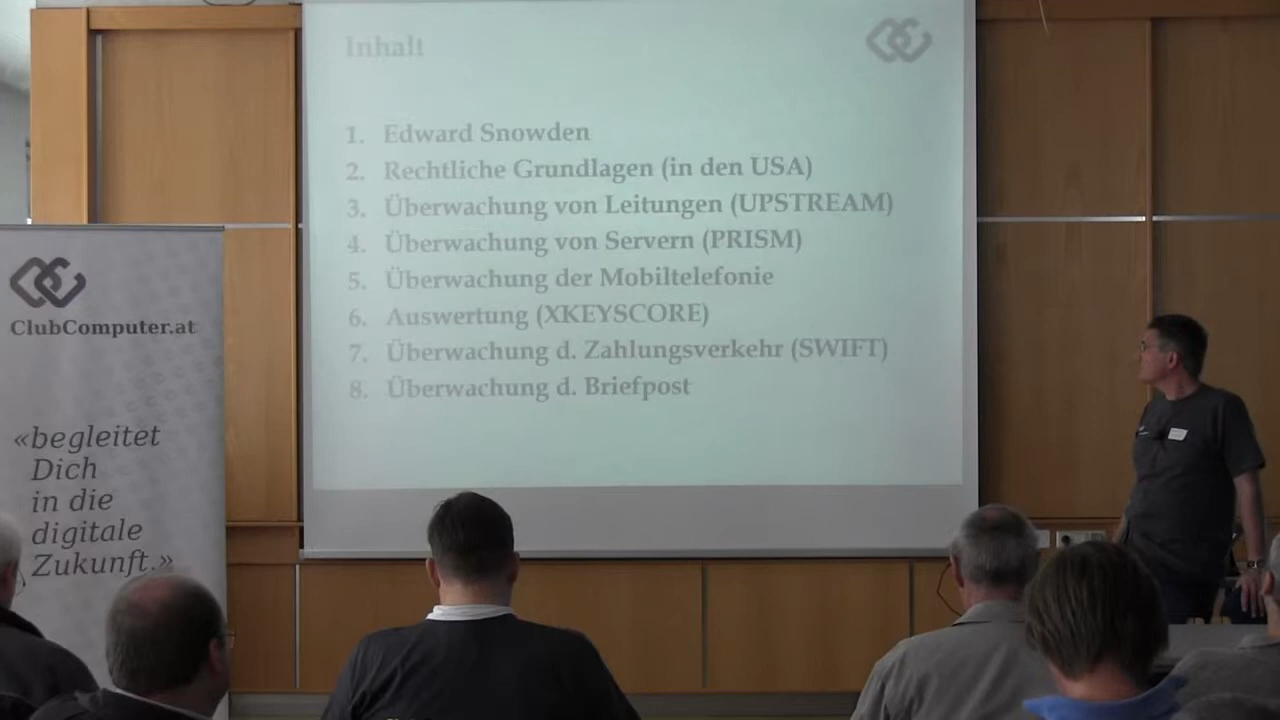 Inhalt
1. Edward Snowden
2. Rechtliche Grundlagen (in den USA)
3. Überwachung von Leitungen (UPSTREAM)
4. Überwachung von Servern (PRISM)
5. Überwachung der Mobiltelefonie
6. Auswertung (XKEYSCORE)
7. Überwachung d. Zahlungsverkehr (SWIFT)
8. Überwachung d. Briefpost
ClubComputer.at
«begleitet
Dich
in die
digitale
Zukunft.»